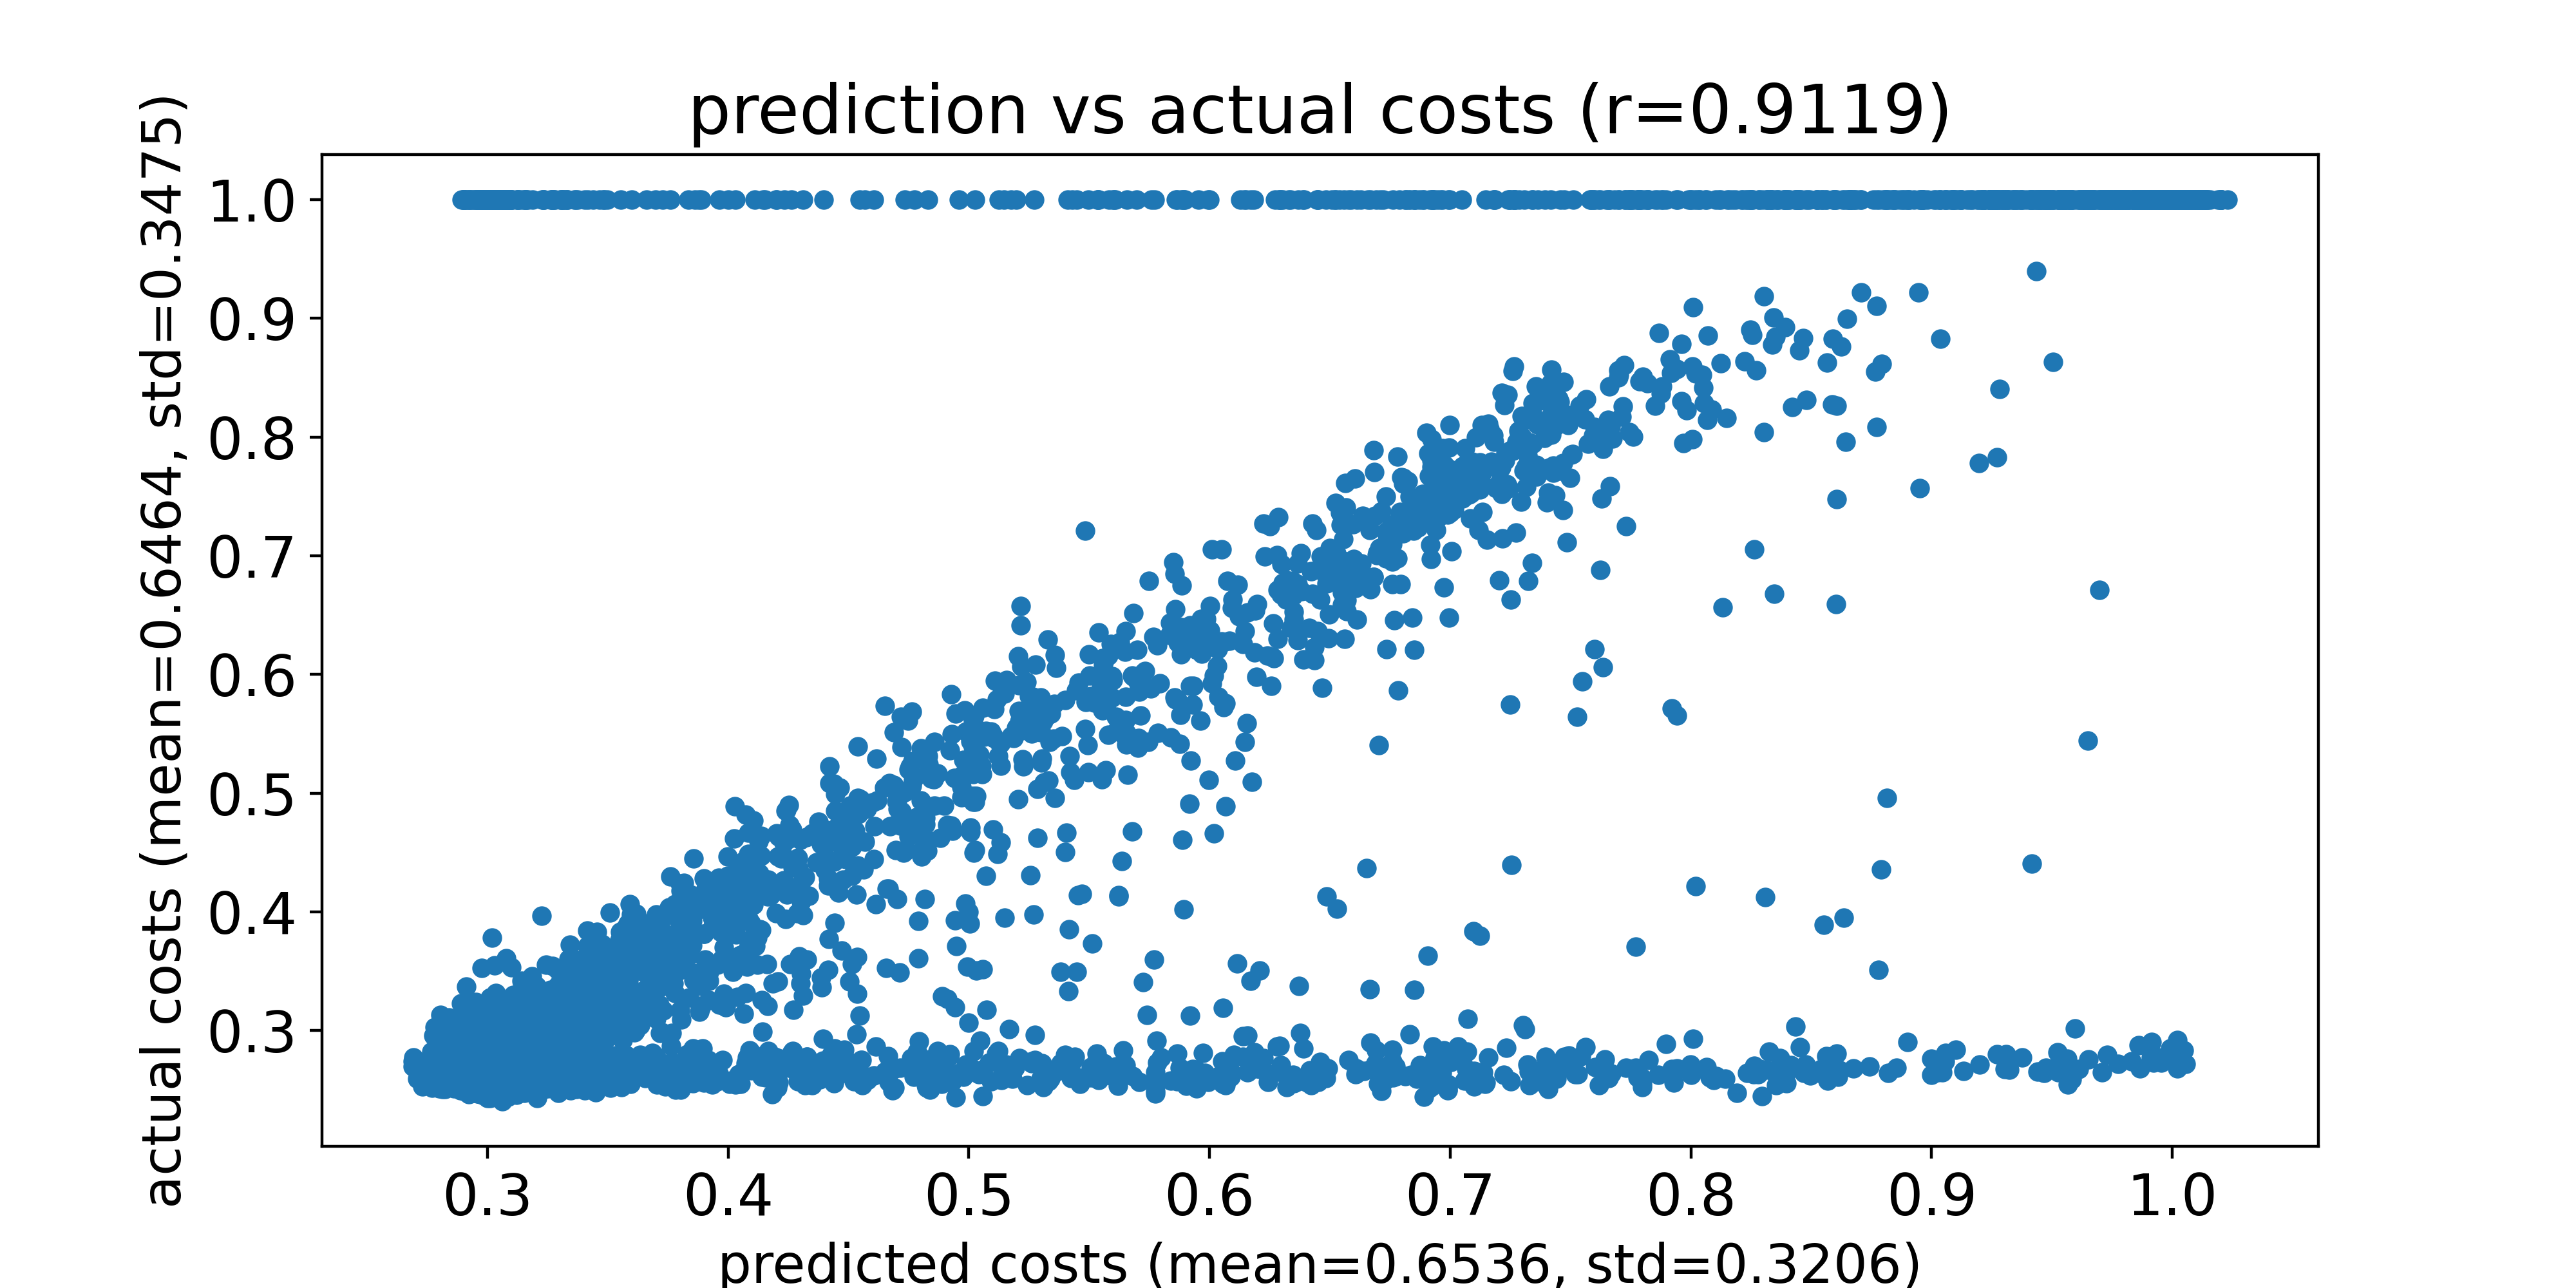 prediction vs actual costs (r=0.9119)
actual costs (mean=0.6464, std=0.3475)
1.0
0.9
0.8
0.7
0.6
0.5
0.4
0.3
0.3 0.4 0.5 0.6 0.7 0.8 0.9 1.0
predicted costs (mean=0.6536, std=0.3206)